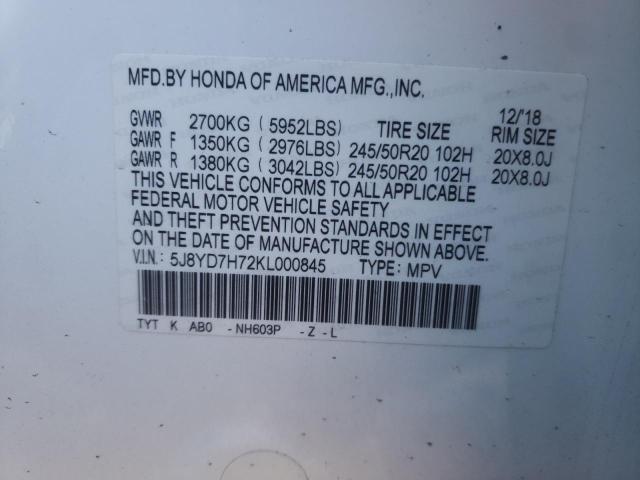 MFD.BY HONDA OF AMERICA MFG.,INC.
12/'18
GVWR 2700KG (5952LBS) TIRE SIZE RIM SIZE
GAWR F 1350KG (2976LBS) 245/50R20 102H 20X8.0J
GAWR R 1380KG (3042LBS) 245/50R20 102H 20X8.0J
THIS VEHICLE CONFORMS TO ALL APPLICABLE
FEDERAL MOTOR VEHICLE SAFETY
AND THEFT PREVENTION STANDARDS IN EFFECT
ON THE DATE OF MANUFACTURE SHOWN ABOVE.
V.I.N.: 5J8YD7H72KL000845 TYPE: MPV
TYT K AB0 -NH603P -Z-L